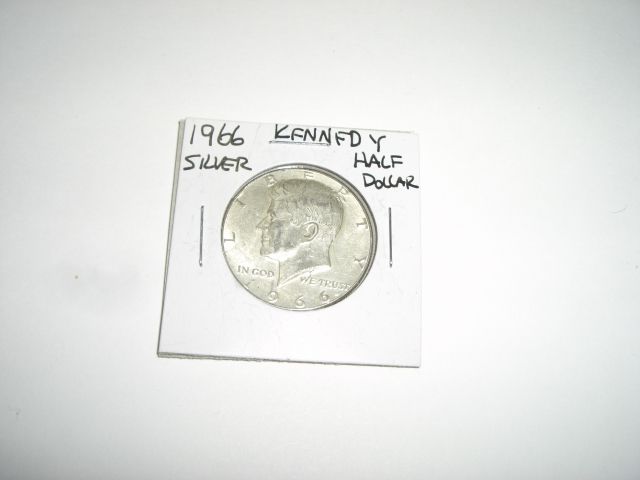 1966 KENNEDY
SILVER HALF
DOLLAR
LIBERTY
IN GOD WE TRUST
1966